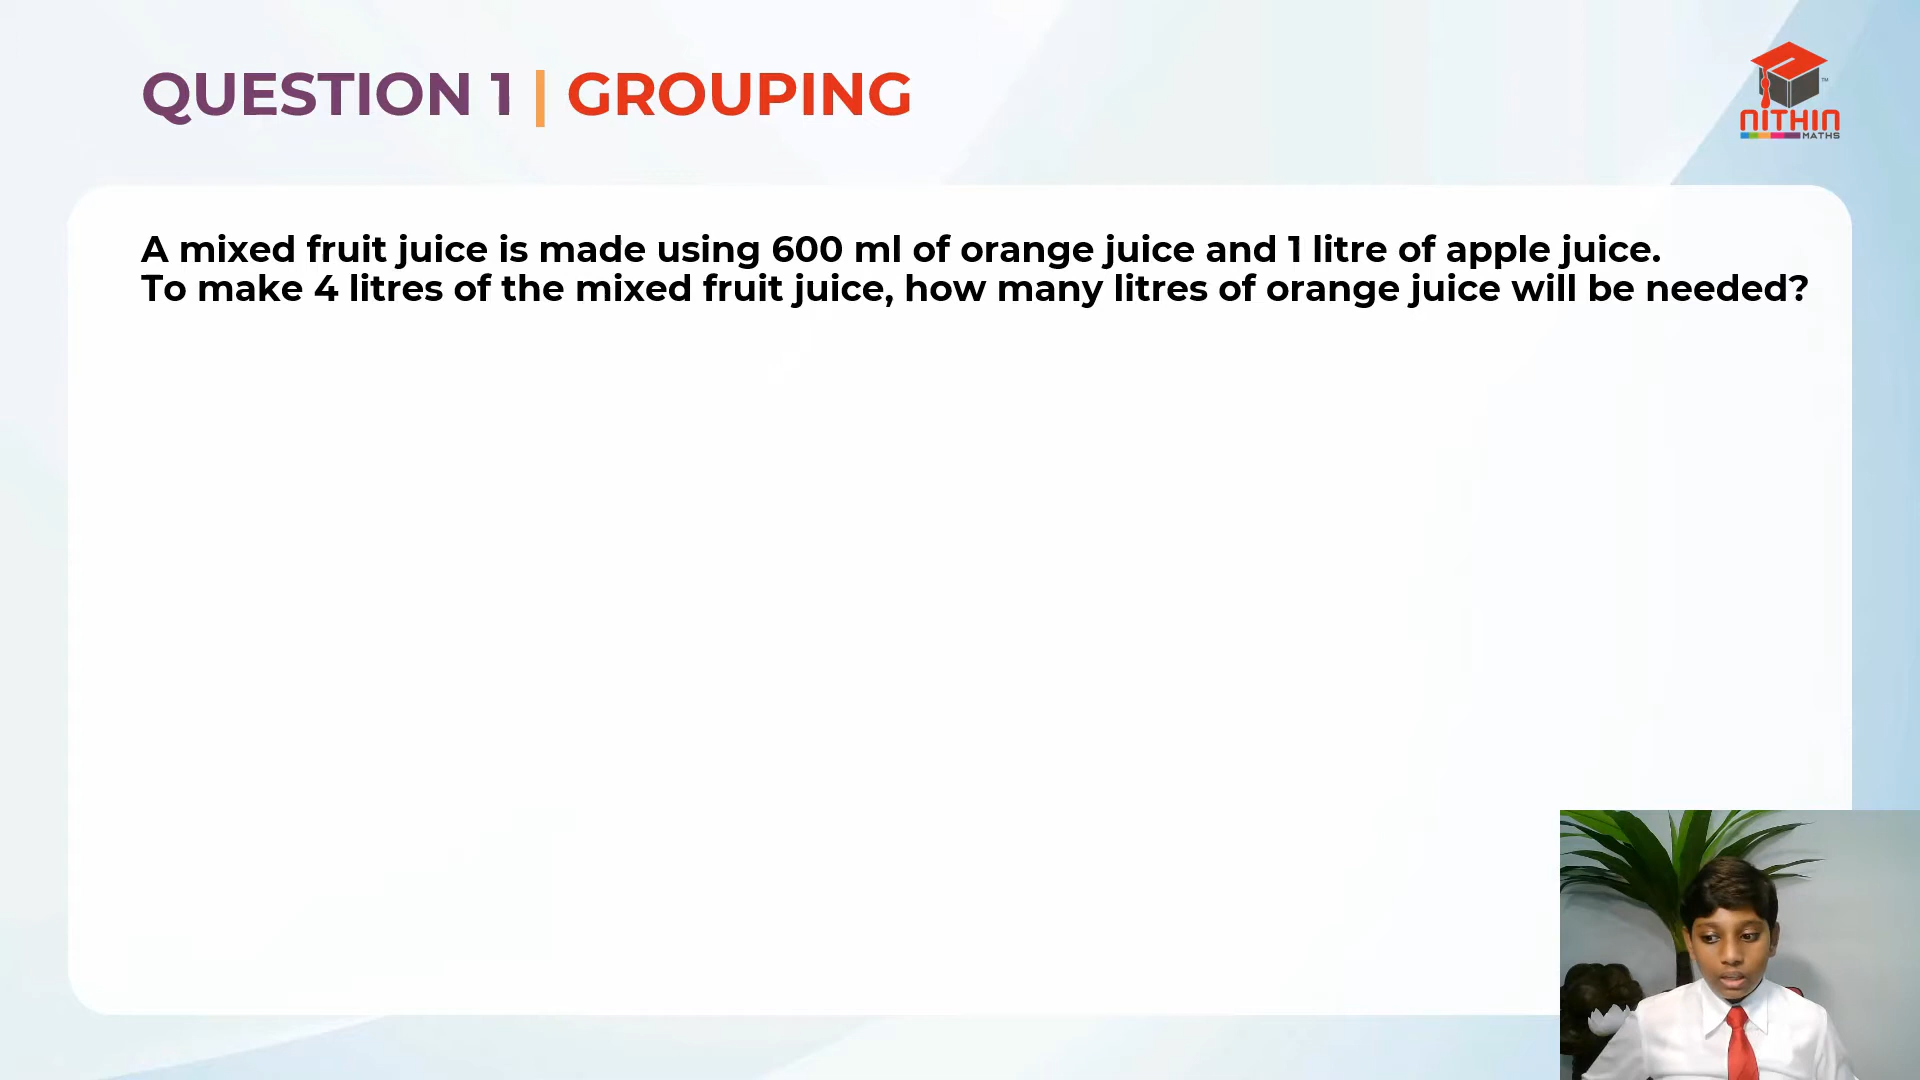 QUESTION 1 | GROUPING
NITHIN
MATHS
TM
A mixed fruit juice is made using 600 ml of orange juice and 1 litre of apple juice.
To make 4 litres of the mixed fruit juice, how many litres of orange juice will be needed?